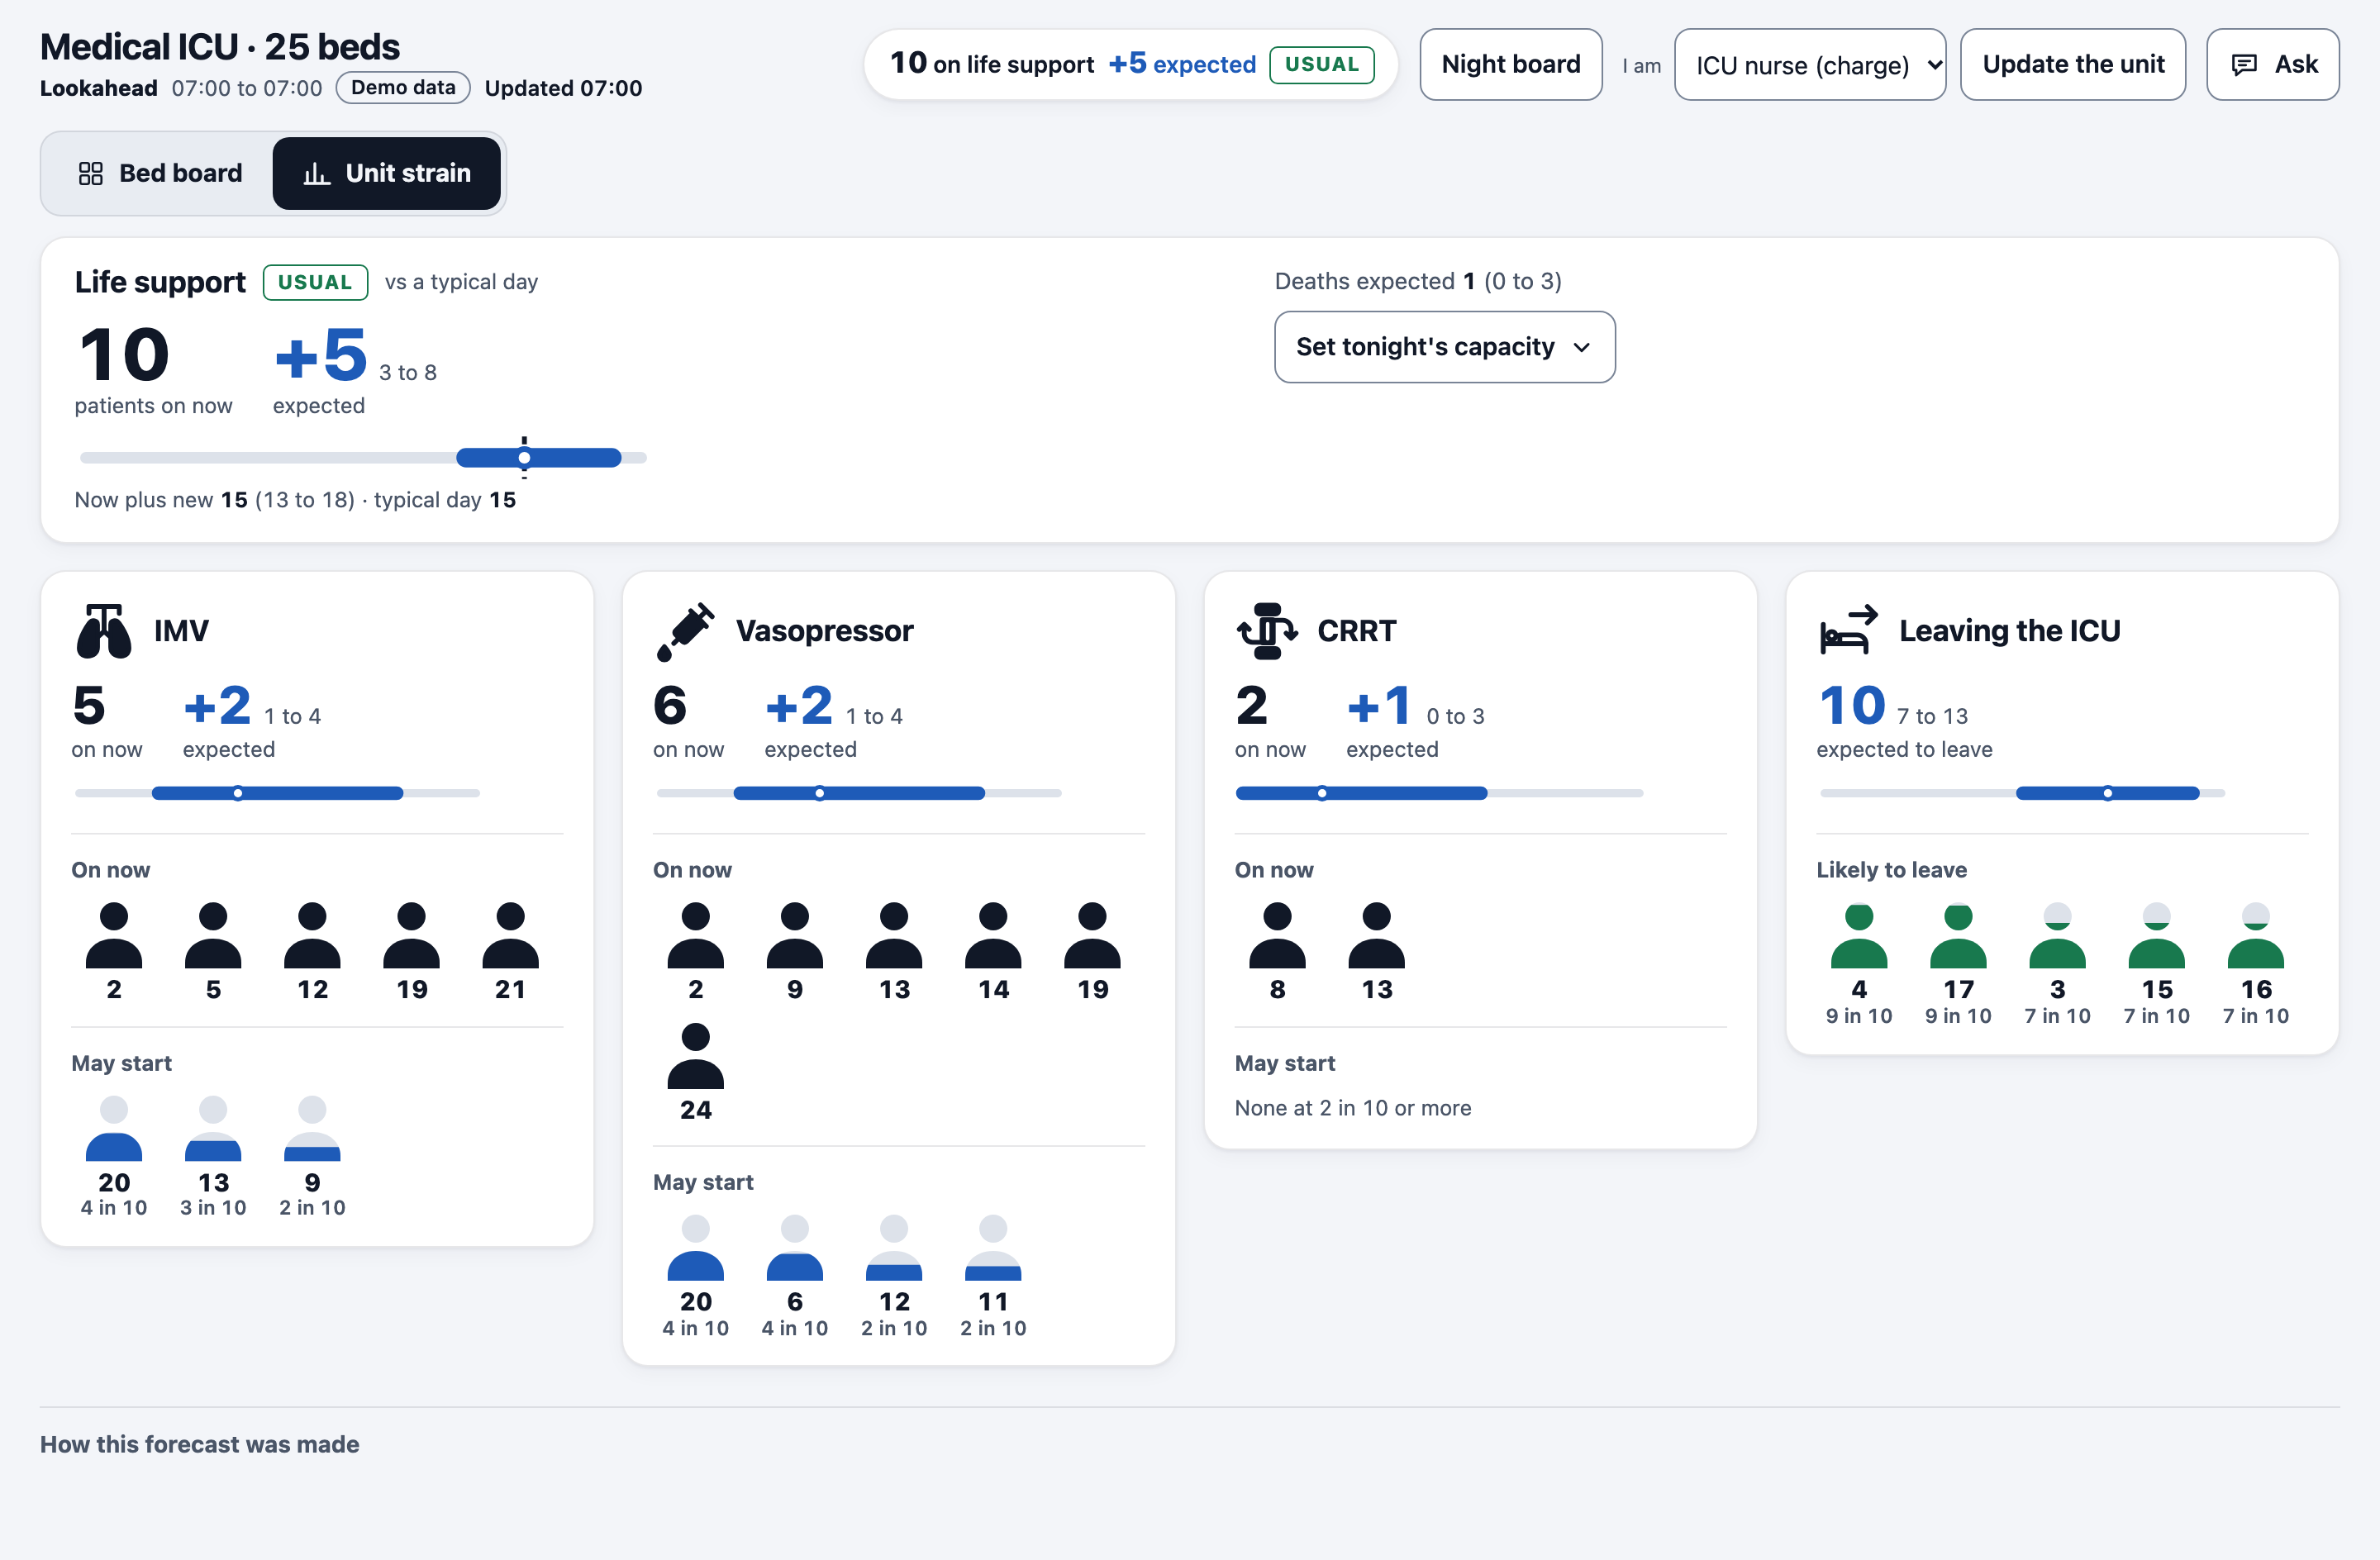 Medical ICU · 25 beds
Lookahead 07:00 to 07:00 Demo data Updated 07:00
10 on life support +5 expected USUAL
Night board
I am ICU nurse (charge)
Update the unit
Ask
Bed board
Unit strain
Life support USUAL vs a typical day
10 +5 3 to 8
patients on now expected
Now plus new 15 (13 to 18) · typical day 15
Deaths expected 1 (0 to 3)
Set tonight's capacity
IMV
5 +2 1 to 4
on now expected
On now
2 5 12 19 21
May start
20 13 9
4 in 10 3 in 10 2 in 10
Vasopressor
6 +2 1 to 4
on now expected
On now
2 9 13 14 19
24
May start
20 6 12 11
4 in 10 4 in 10 2 in 10 2 in 10
CRRT
2 +1 0 to 3
on now expected
On now
8 13
May start
None at 2 in 10 or more
Leaving the ICU
10 7 to 13
expected to leave
Likely to leave
4 17 3 15 16
9 in 10 9 in 10 7 in 10 7 in 10 7 in 10
How this forecast was made